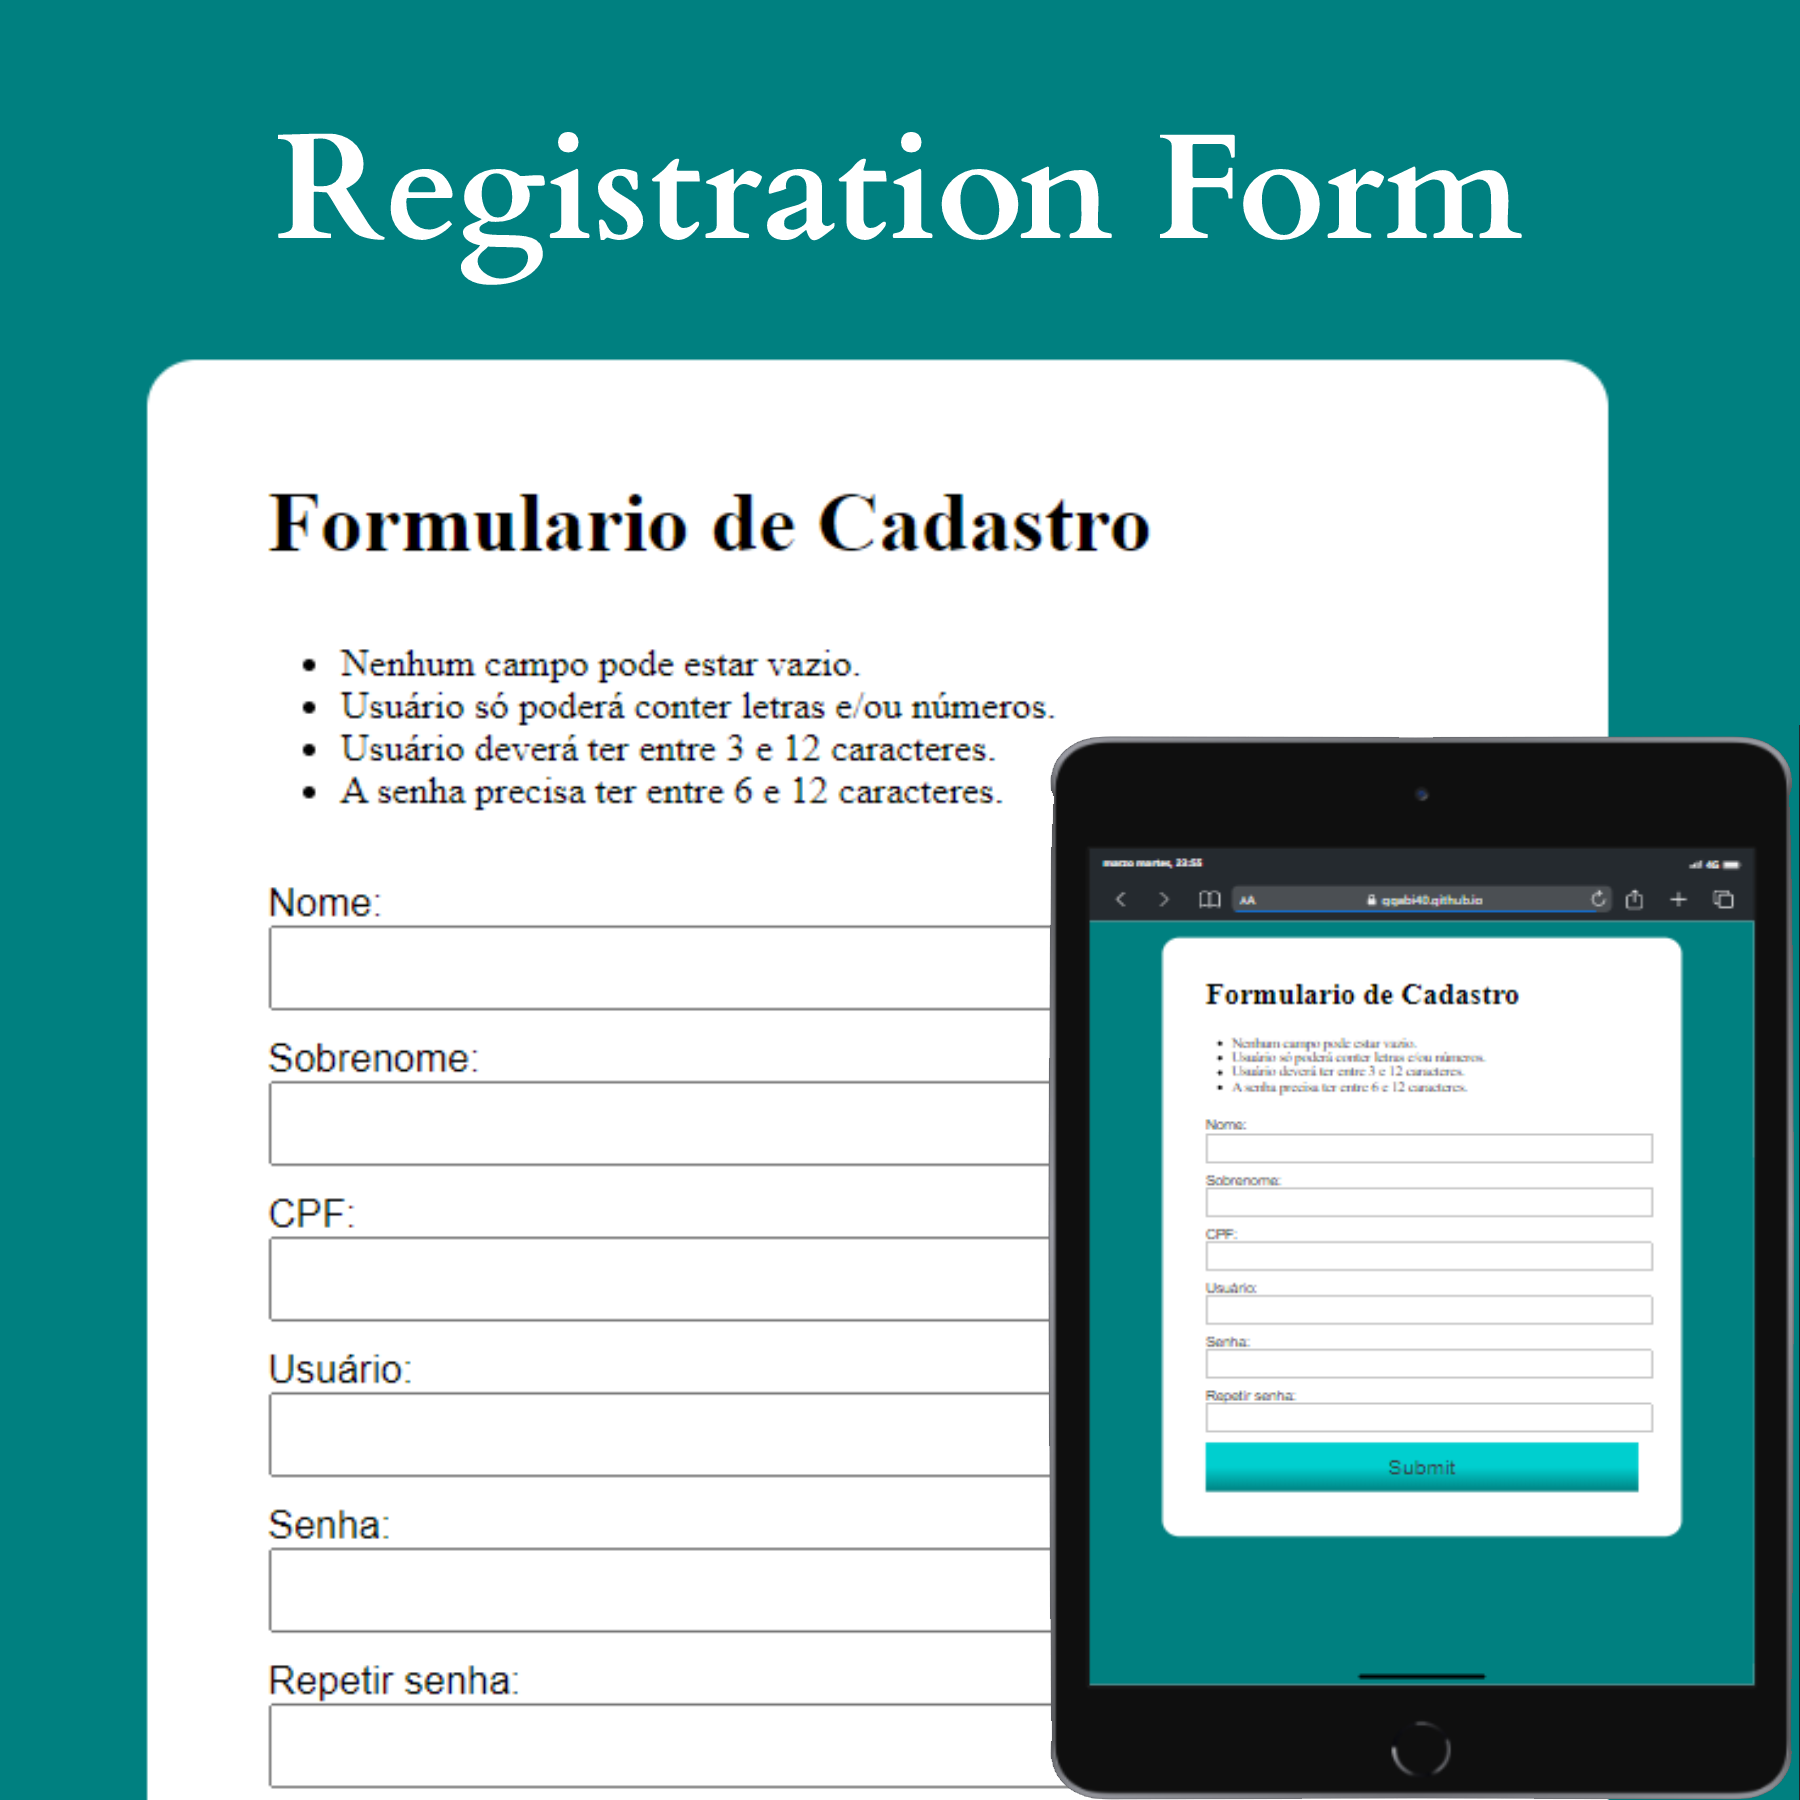 Registration Form
Formulario de Cadastro
Nenhum campo pode estar vazio.
Usuário só poderá conter letras e/ou números.
Usuário deverá ter entre 3 e 12 caracteres.
A senha precisa ter entre 6 e 12 caracteres.
Nome:
Sobrenome:
CPF:
Usuário:
Senha:
Repetir senha:
marzo martes, 23:55
4G
AA
Formulario de Cadastro
Nenhum campo pode estar vazio.
Usuário só poderá conter letras e/ou números.
Usuário deverá ter entre 3 e 12 caracteres.
A senha precisa ter entre 6 e 12 caracteres.
Nome:
Sobrenome:
CPF:
Usuário:
Senha:
Repetir senha:
Submit